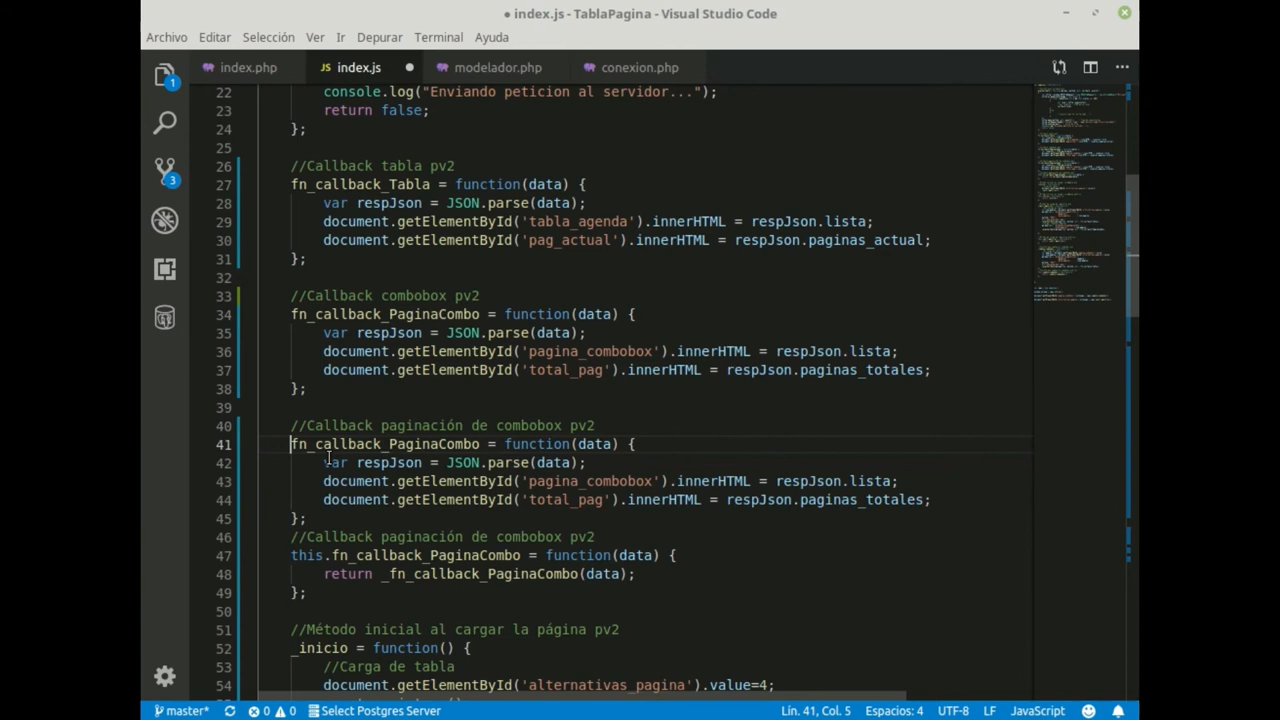 ● index.js - TablaPagina - Visual Studio Code
Archivo Editar Selección Ver Ir Depurar Terminal Ayuda
index.php JS index.js ● modelador.php conexion.php
22 console.log("Enviando peticion al servidor...");
23 return false;
24 };
25
26 //Callback tabla pv2
27 fn_callback_Tabla = function(data) {
28 var respJson = JSON.parse(data);
29 document.getElementById('tabla_agenda').innerHTML = respJson.lista;
30 document.getElementById('pag_actual').innerHTML = respJson.paginas_actual;
31 };
32
33 //Callback combobox pv2
34 fn_callback_PaginaCombo = function(data) {
35 var respJson = JSON.parse(data);
36 document.getElementById('pagina_combobox').innerHTML = respJson.lista;
37 document.getElementById('total_pag').innerHTML = respJson.paginas_totales;
38 };
39
40 //Callback paginación de combobox pv2
41 fn_callback_PaginaCombo = function(data) {
42 var respJson = JSON.parse(data);
43 document.getElementById('pagina_combobox').innerHTML = respJson.lista;
44 document.getElementById('total_pag').innerHTML = respJson.paginas_totales;
45 };
46 //Callback paginación de combobox pv2
47 this.fn_callback_PaginaCombo = function(data) {
48 return _fn_callback_PaginaCombo(data);
49 };
50
51 //Método inicial al cargar la página pv2
52 _inicio = function() {
53 //Carga de tabla
54 document.getElementById('alternativas_pagina').value=4;
1
3
master* 0 0 Select Postgres Server Lín. 41, Col. 5 Espacios: 4 UTF-8 LF JavaScript